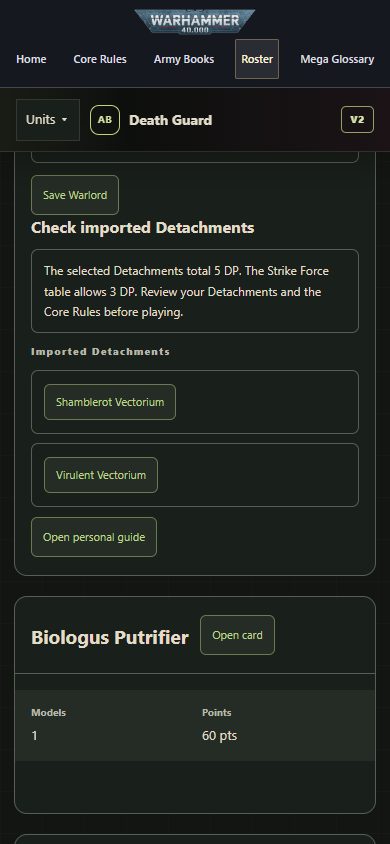 WARHAMMER
40,000
Home
Core Rules
Army Books
Roster
Mega Glossary
Units
AB
Death Guard
V2
Save Warlord
Check imported Detachments
The selected Detachments total 5 DP. The Strike Force
table allows 3 DP. Review your Detachments and the
Core Rules before playing.
Imported Detachments
Shamblerot Vectorium
Virulent Vectorium
Open personal guide
Biologus Putrifier
Open card
Models
Points
1
60 pts